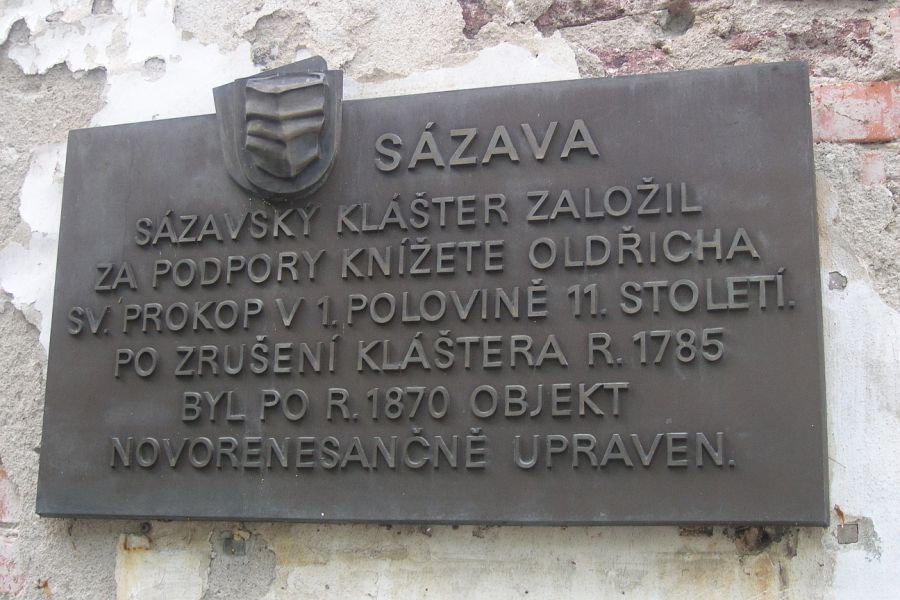 SÁZAVA
SÁZAVSKÝ KLÁŠTER ZALOŽIL
ZA PODPORY KNÍŽETE OLDŘICHA
SV. PROKOP V 1. POLOVINĚ 11. STOLETÍ.
PO ZRUŠENÍ KLÁŠTERA R. 1785
BYL PO R. 1870 OBJEKT
NOVORENESANČNĚ UPRAVEN.